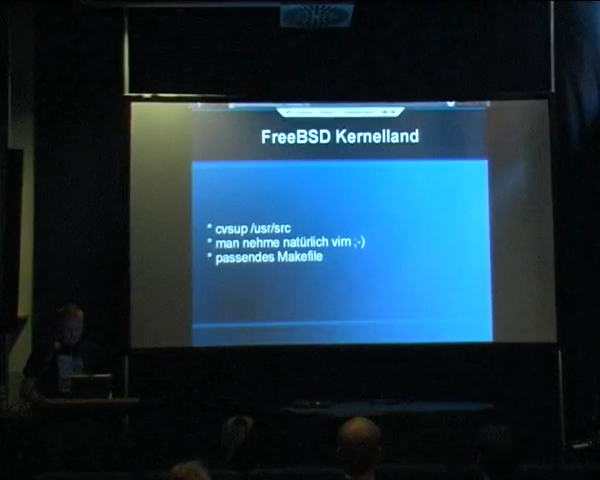 FreeBSD Kernelland
* cvsup /usr/src
* man nehme natürlich vim ;-)
* passendes Makefile